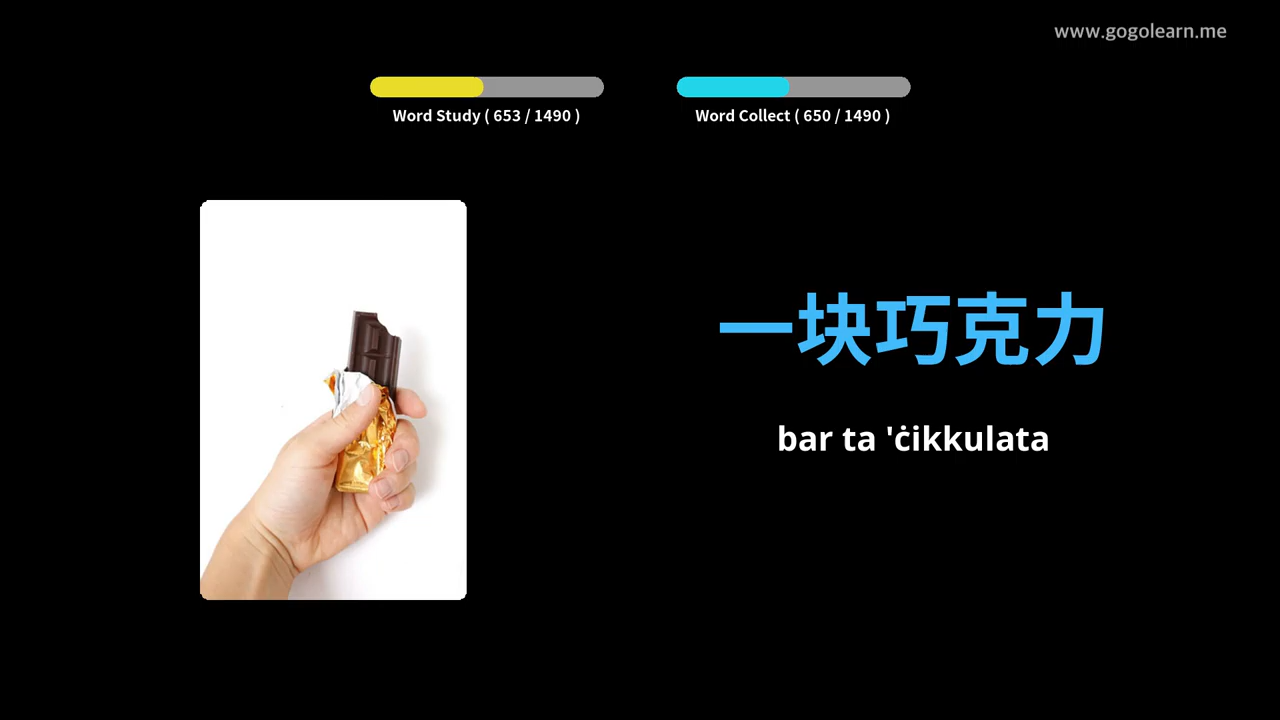 www.gogolearn.me
Word Study ( 653 / 1490 )
Word Collect ( 650 / 1490 )
一块巧克力
bar ta 'ċikkulata